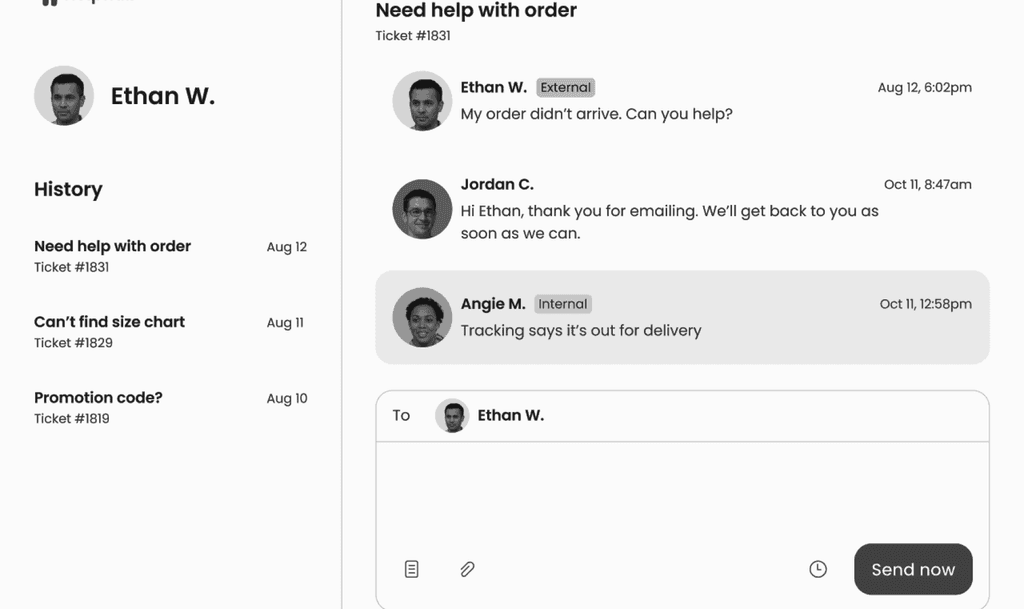 Ethan W.
History
Need help with order Aug 12
Ticket #1831
Can’t find size chart Aug 11
Ticket #1829
Promotion code? Aug 10
Ticket #1819
Need help with order
Ticket #1831
Ethan W. External Aug 12, 6:02pm
My order didn’t arrive. Can you help?
Jordan C. Oct 11, 8:47am
Hi Ethan, thank you for emailing. We’ll get back to you as
soon as we can.
Angie M. Internal Oct 11, 12:58pm
Tracking says it’s out for delivery
To Ethan W.
Send now